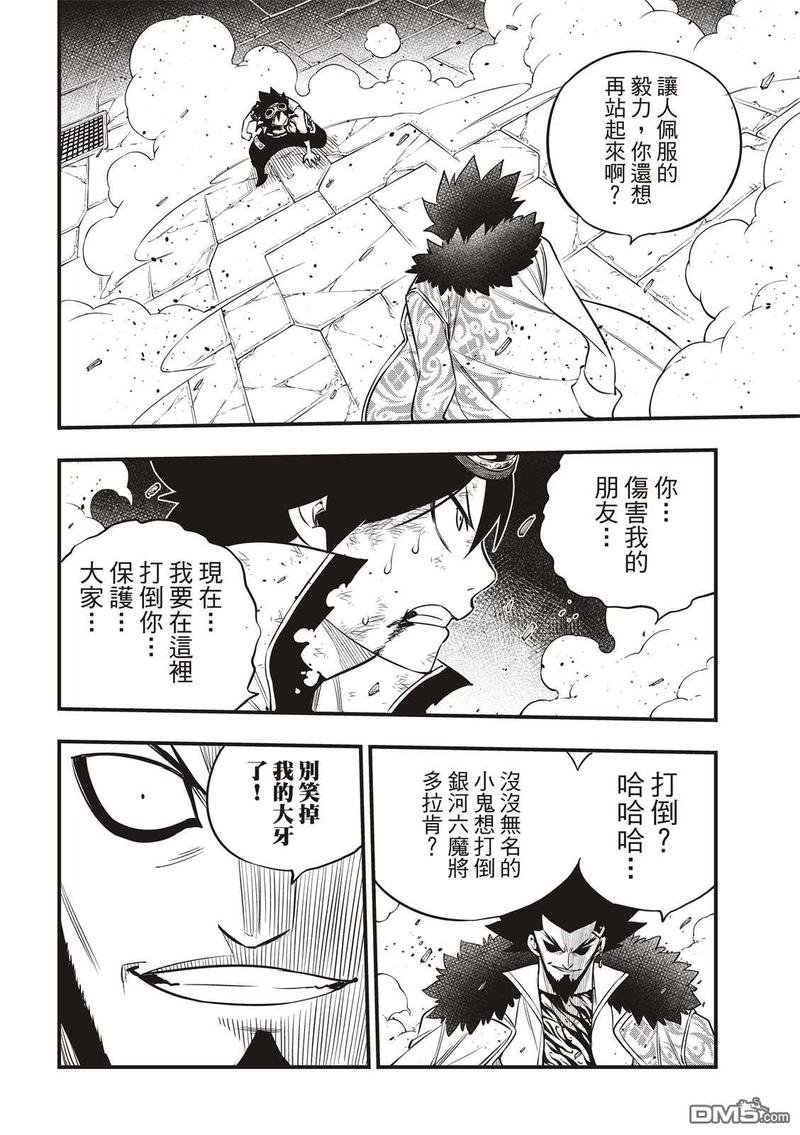 讓人佩服的
毅力，你還想
再站起來啊？
你…
傷害我的
朋友…
現在…
我要在這裡
打倒你…
保護…
大家…
打倒？
哈哈哈…
沒沒無名的
小鬼想打倒
銀河六魔將
多拉肯？
別笑掉
我的大牙
了！
DM5.com